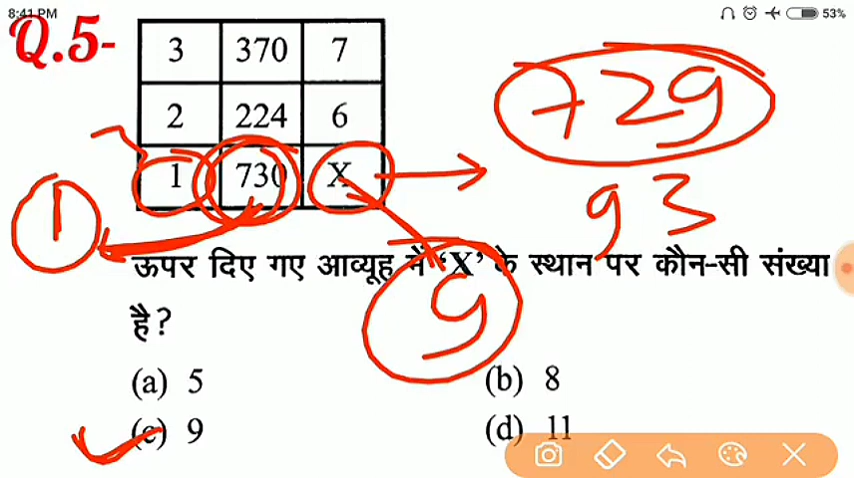 8:41 PM 53%
Q.5-
3 370 7
2 224 6
1 730 X
729
93
1
ऊपर दिए गए आव्यूह में ‘X’ के स्थान पर कौन-सी संख्या
है?
9
(a) 5 (b) 8
(c) 9 (d) 11